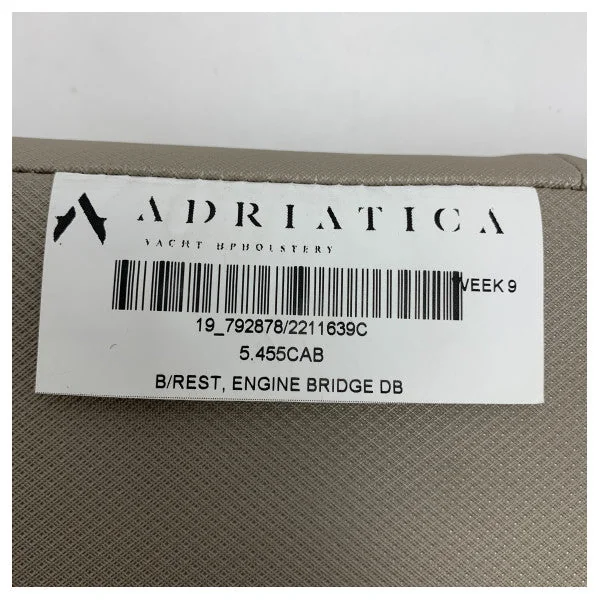 ADRIATICA
YACHT UPHOLSTERY
WEEK 9
19_792878/2211639C
5.455CAB
B/REST, ENGINE BRIDGE DB